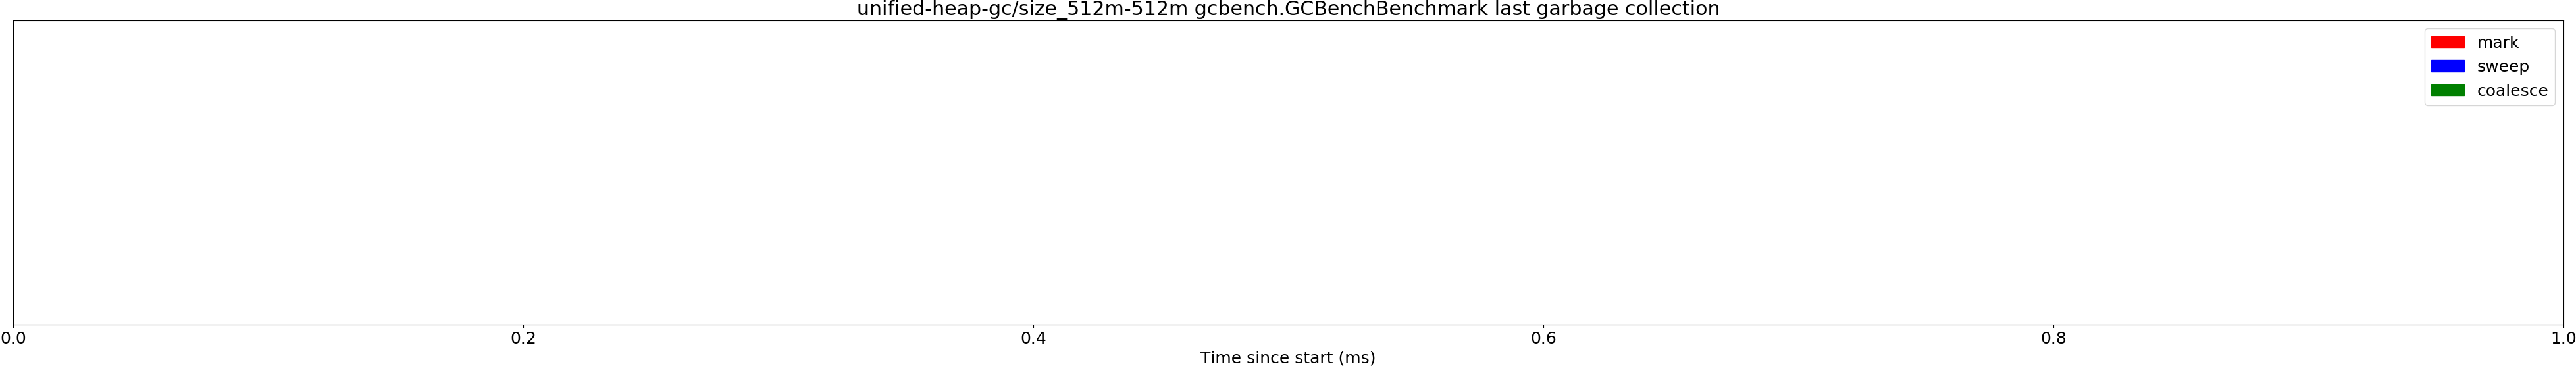 unified-heap-gc/size_512m-512m gcbench.GCBenchBenchmark last garbage collection
mark
sweep
coalesce
0.0 0.2 0.4 0.6 0.8 1.0
Time since start (ms)